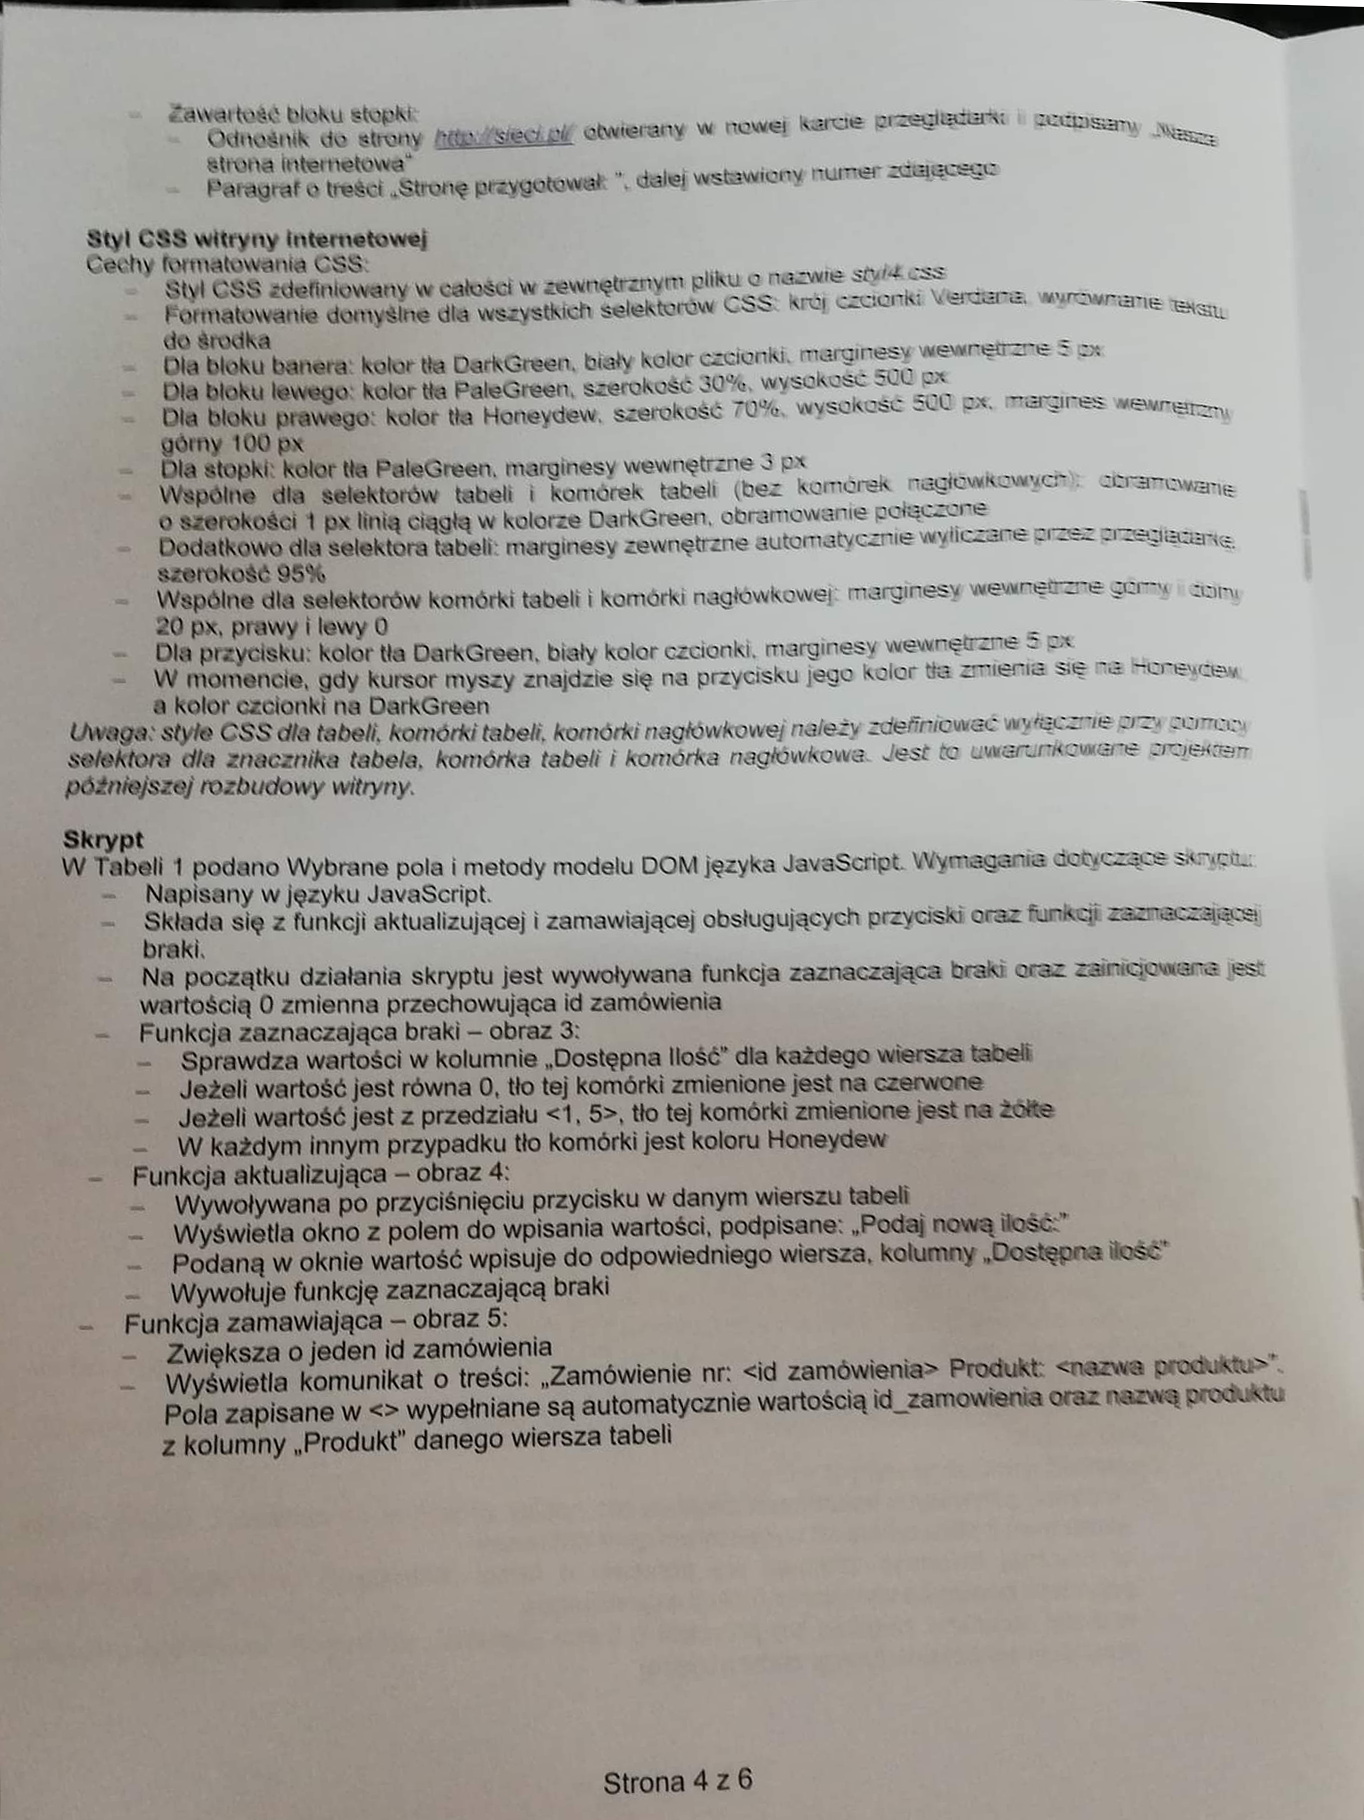 – Zawartość bloku stopki:
– Odnośnik do strony http://sieci.pl/ otwierany w nowej karcie przeglądarki i podpisany „Nasza
strona internetowa”
– Paragraf o treści „Stronę przygotował: ”, dalej wstawiony numer zdającego
Styl CSS witryny internetowej
Cechy formatowania CSS:
– Styl CSS zdefiniowany w całości w zewnętrznym pliku o nazwie styl4.css
– Formatowanie domyślne dla wszystkich selektorów CSS: krój czcionki Verdana, wyrównanie tekstu
do środka
– Dla bloku banera: kolor tła DarkGreen, biały kolor czcionki, marginesy wewnętrzne 5 px
– Dla bloku lewego: kolor tła PaleGreen, szerokość 30%, wysokość 500 px
– Dla bloku prawego: kolor tła Honeydew, szerokość 70%, wysokość 500 px, margines wewnętrzny
górny 100 px
– Dla stopki: kolor tła PaleGreen, marginesy wewnętrzne 3 px
– Wspólne dla selektorów tabeli i komórek tabeli (bez komórek nagłówkowych): obramowanie
o szerokości 1 px linią ciągłą w kolorze DarkGreen, obramowanie połączone
– Dodatkowo dla selektora tabeli: marginesy zewnętrzne automatycznie wyliczane przez przeglądarkę,
szerokość 95%
– Wspólne dla selektorów komórki tabeli i komórki nagłówkowej: marginesy wewnętrzne górny i dolny
20 px, prawy i lewy 0
– Dla przycisku: kolor tła DarkGreen, biały kolor czcionki, marginesy wewnętrzne 5 px
– W momencie, gdy kursor myszy znajdzie się na przycisku jego kolor tła zmienia się na Honeydew,
a kolor czcionki na DarkGreen
Uwaga: style CSS dla tabeli, komórki tabeli, komórki nagłówkowej należy zdefiniować wyłącznie przy pomocy
selektora dla znacznika tabela, komórka tabeli i komórka nagłówkowa. Jest to uwarunkowane projektem
późniejszej rozbudowy witryny.
Skrypt
W Tabeli 1 podano Wybrane pola i metody modelu DOM języka JavaScript. Wymagania dotyczące skryptu:
– Napisany w języku JavaScript.
– Składa się z funkcji aktualizującej i zamawiającej obsługujących przyciski oraz funkcji zaznaczającej
braki.
– Na początku działania skryptu jest wywoływana funkcja zaznaczająca braki oraz zainicjowana jest
wartością 0 zmienna przechowująca id zamówienia
– Funkcja zaznaczająca braki – obraz 3:
– Sprawdza wartości w kolumnie „Dostępna Ilość” dla każdego wiersza tabeli
– Jeżeli wartość jest równa 0, tło tej komórki zmienione jest na czerwone
– Jeżeli wartość jest z przedziału <1, 5>, tło tej komórki zmienione jest na żółte
– W każdym innym przypadku tło komórki jest koloru Honeydew
– Funkcja aktualizująca – obraz 4:
– Wywoływana po przyciśnięciu przycisku w danym wierszu tabeli
– Wyświetla okno z polem do wpisania wartości, podpisane: „Podaj nową ilość:”
– Podaną w oknie wartość wpisuje do odpowiedniego wiersza, kolumny „Dostępna ilość”
– Wywołuje funkcję zaznaczającą braki
– Funkcja zamawiająca – obraz 5:
– Zwiększa o jeden id zamówienia
– Wyświetla komunikat o treści: „Zamówienie nr: <id zamówienia> Produkt: <nazwa produktu>”.
Pola zapisane w <> wypełniane są automatycznie wartością id_zamowienia oraz nazwą produktu
z kolumny „Produkt” danego wiersza tabeli
Strona 4 z 6